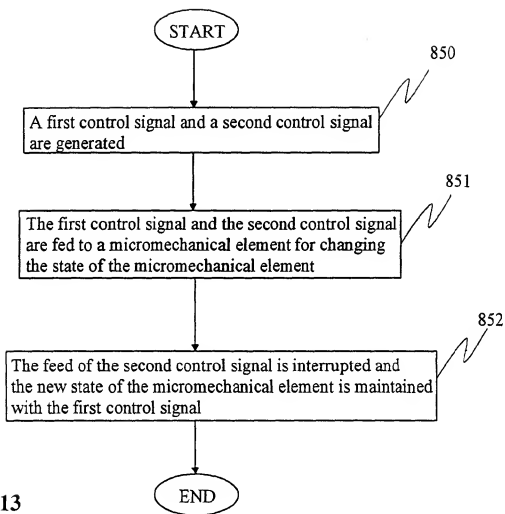 START
850
A first control signal and a second control signal
are generated
851
The first control signal and the second control signal
are fed to a micromechanical element for changing
the state of the micromechanical element
852
The feed of the second control signal is interrupted and
the new state of the micromechanical element is maintained
with the first control signal
END
13